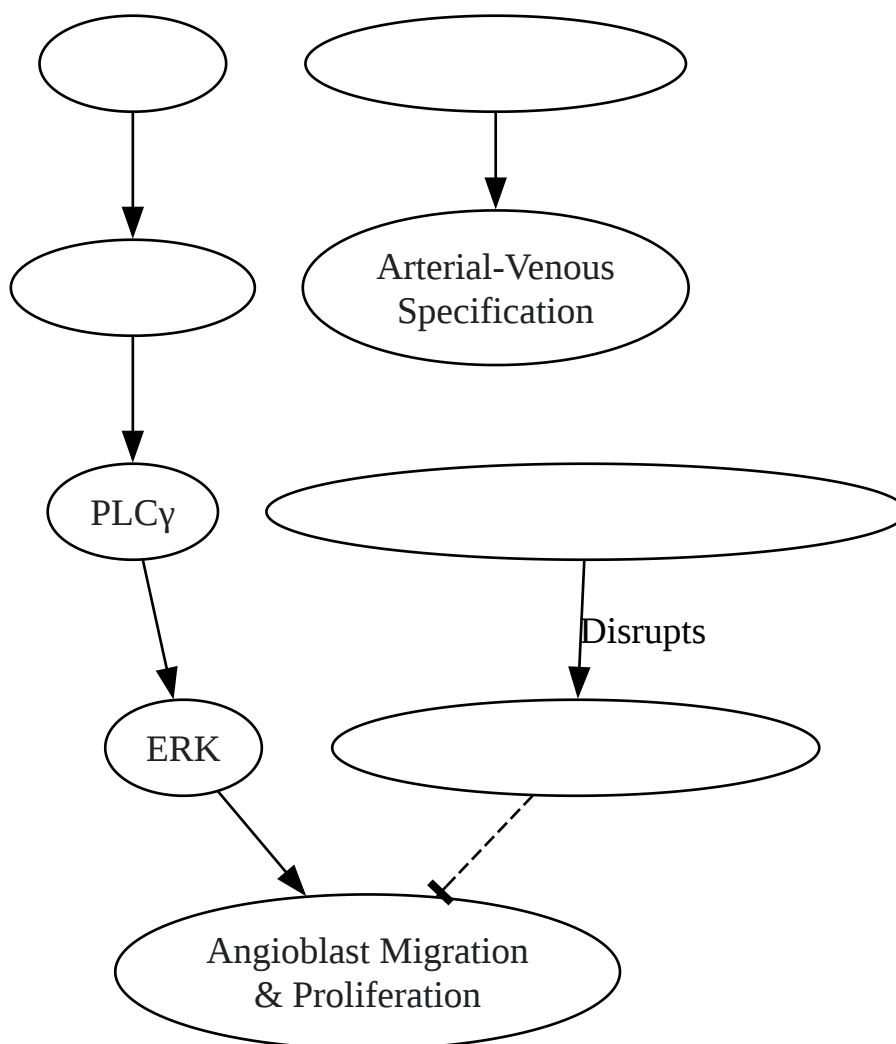 Arterial-Venous
Specification
PLCγ
Disrupts
ERK
Angioblast Migration
& Proliferation